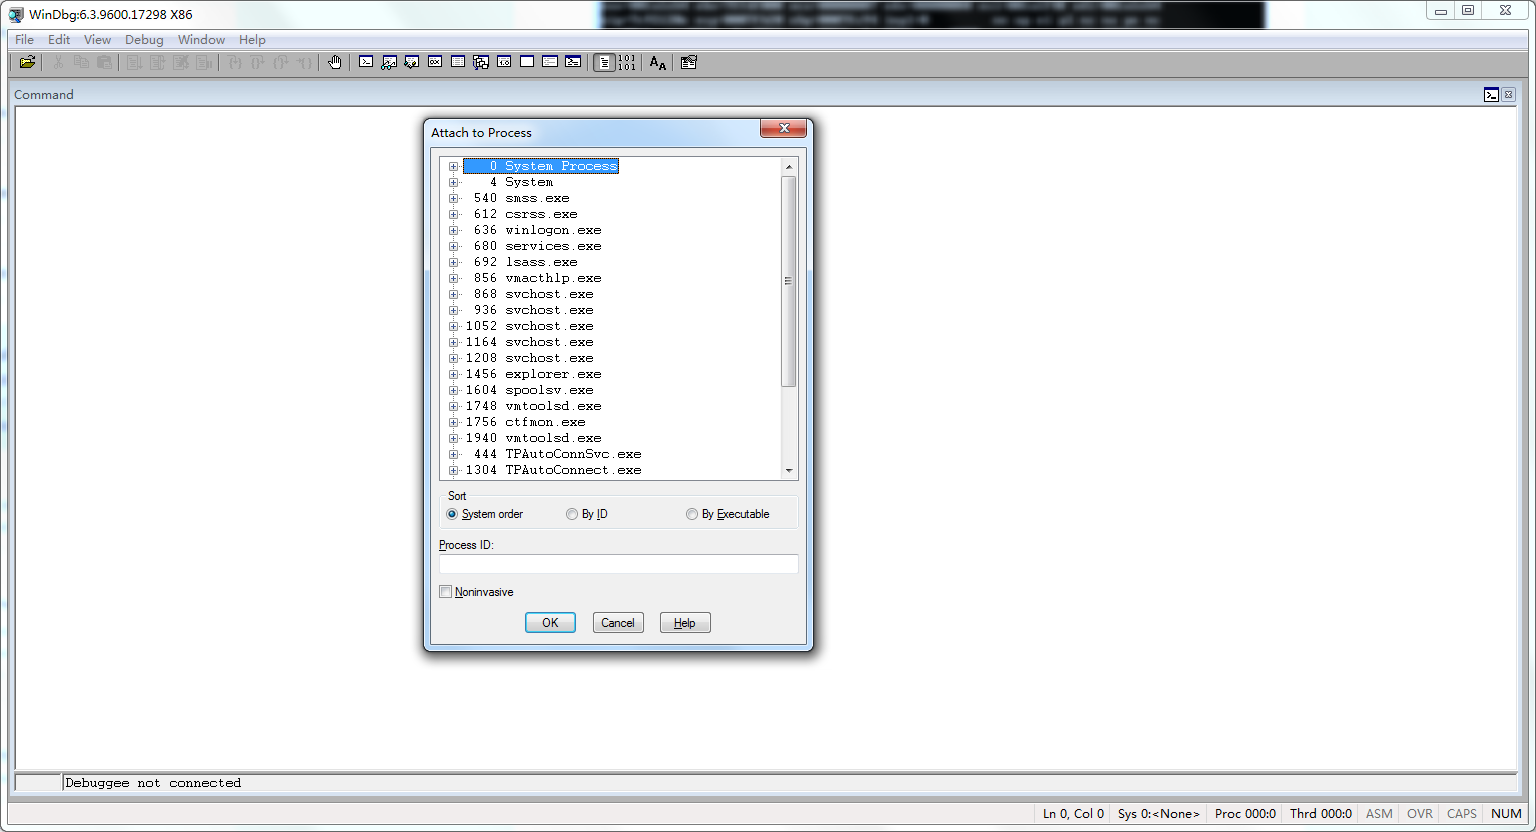 WinDbg:6.3.9600.17298 X86
File Edit View Debug Window Help
Command
Attach to Process
0 System Process
4 System
540 smss.exe
612 csrss.exe
636 winlogon.exe
680 services.exe
692 lsass.exe
856 vmacthlp.exe
868 svchost.exe
936 svchost.exe
1052 svchost.exe
1164 svchost.exe
1208 svchost.exe
1456 explorer.exe
1604 spoolsv.exe
1748 vmtoolsd.exe
1756 ctfmon.exe
1940 vmtoolsd.exe
444 TPAutoConnSvc.exe
1304 TPAutoConnect.exe
Sort
System order By ID By Executable
Process ID:
Noninvasive
OK Cancel Help
Debuggee not connected
Ln 0, Col 0 Sys 0:<None> Proc 000:0 Thrd 000:0 ASM OVR CAPS NUM